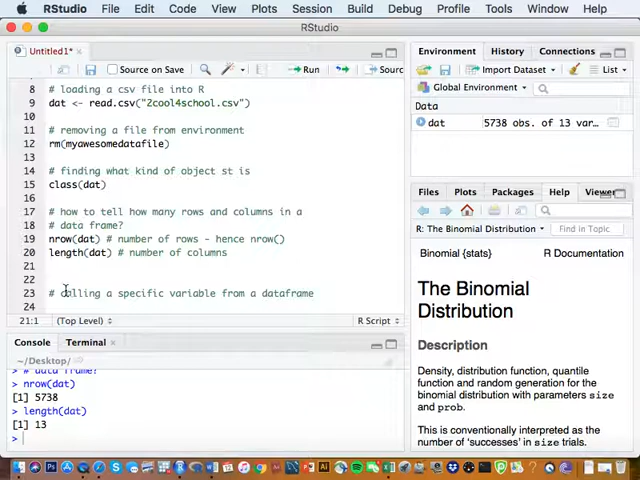 RStudio File Edit Code View Plots Session Build Debug Profile Tools Window Help
RStudio
Untitled1* ×
Source on Save Run Sourc
8 # loading a csv file into R
9 dat <- read.csv("2cool4school.csv")
10
11 # removing a file from environment
12 rm(myawesomedatafile)
13
14 # finding what kind of object st is
15 class(dat)
16
17 # how to tell how many rows and columns in a
18 # data frame?
19 nrow(dat) # number of rows - hence nrow()
20 length(dat) # number of columns
21
22
23 # calling a specific variable from a dataframe
24
21:1 (Top Level) R Script
Console Terminal ×
~/Desktop/
> # data frame?
> nrow(dat)
[1] 5738
> length(dat)
[1] 13
>
Environment History Connections
Import Dataset List
Global Environment
Data
dat 5738 obs. of 13 var...
Files Plots Packages Help Viewer
R: The Binomial Distribution Find in Topic
Binomial {stats} R Documentation
The Binomial
Distribution
Description
Density, distribution function, quantile
function and random generation for the
binomial distribution with parameters size
and prob.
This is conventionally interpreted as the
number of ‘successes’ in size trials.